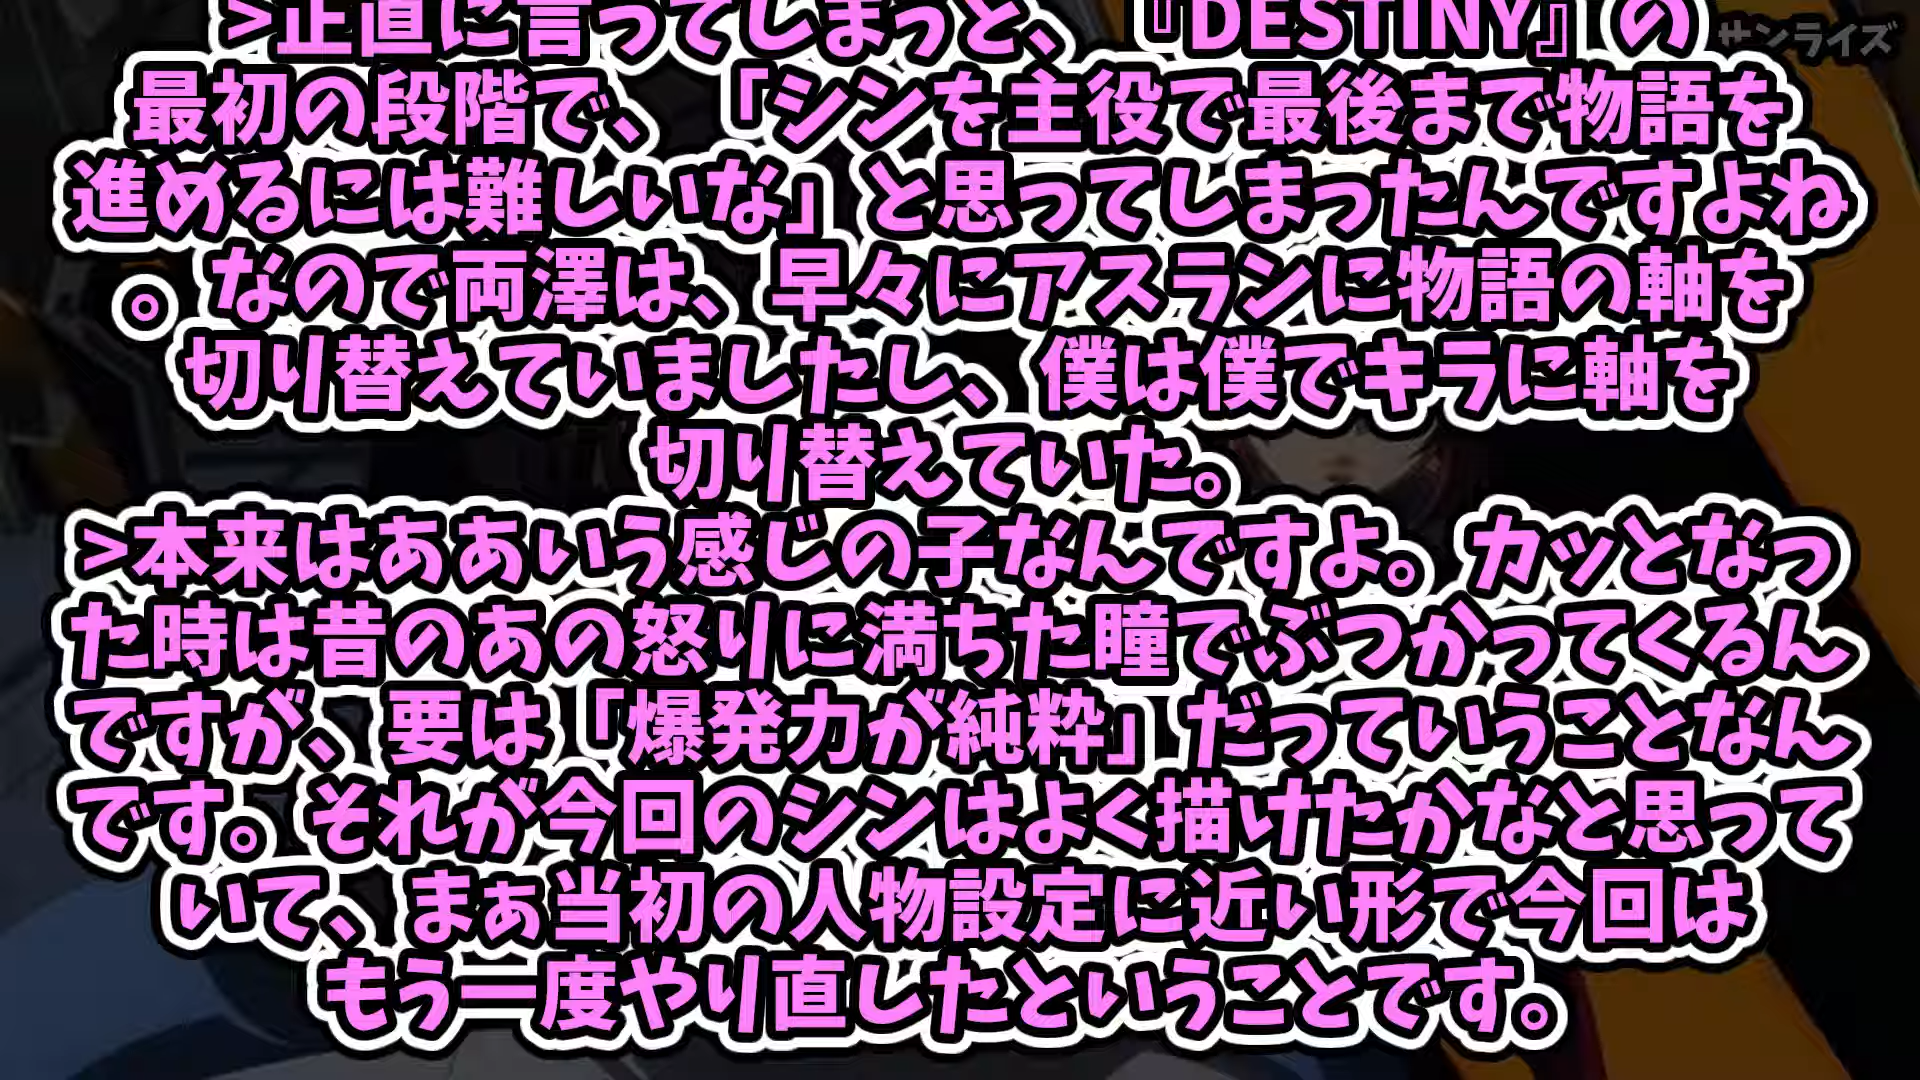 >正直に言ってしまうと、『DESTINY』の
サンライズ
最初の段階で、「シンを主役で最後まで物語を
進めるには難しいな」と思ってしまったんですよね
。なので両澤は、早々にアスランに物語の軸を
切り替えていましたし、僕は僕でキラに軸を
切り替えていた。
>本来はああいう感じの子なんですよ。カッとなっ
た時は昔のあの怒りに満ちた瞳でぶつかってくるん
ですが、要は「爆発力が純粋」だっていうことなん
です。それが今回のシンはよく描けたかなと思って
いて、まぁ当初の人物設定に近い形で今回は
もう一度やり直したということです。